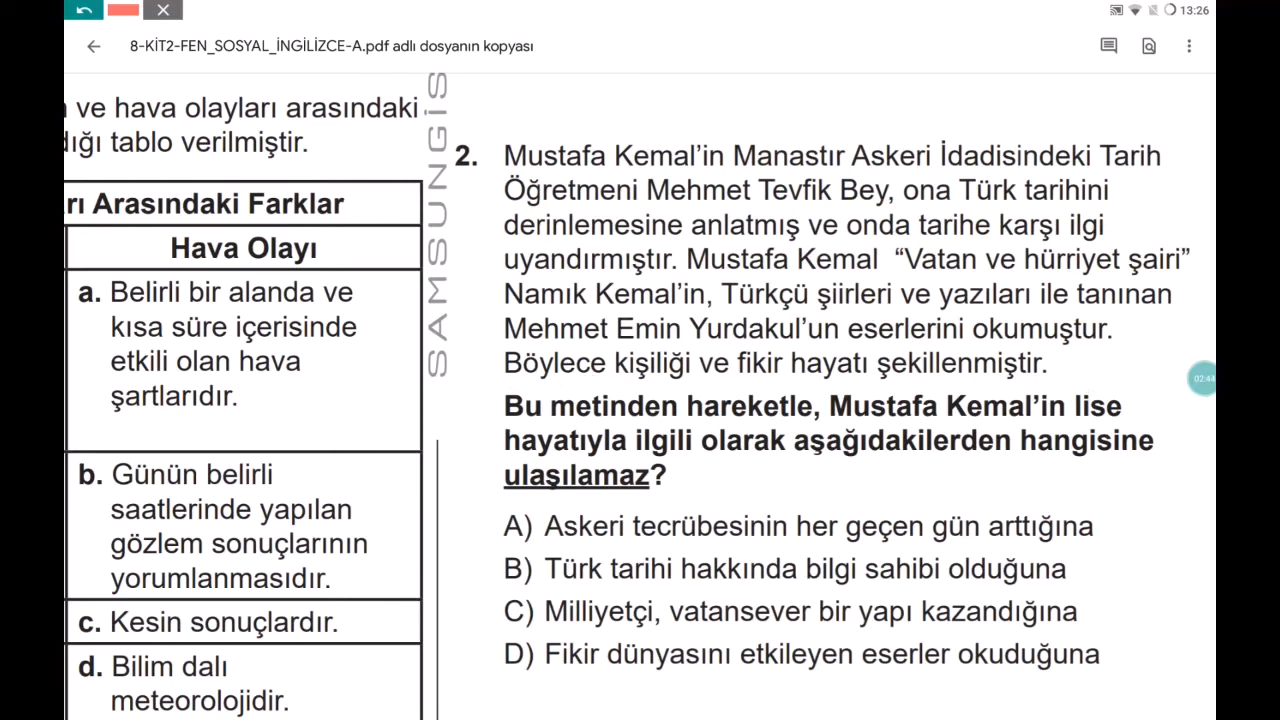 13:26
8-KİT2-FEN_SOSYAL_İNGİLİZCE-A.pdf adlı dosyanın kopyası
ve hava olayları arasındaki
tablo verilmiştir.
Arasındaki Farklar
Hava Olayı
a. Belirli bir alanda ve
kısa süre içerisinde
etkili olan hava
şartlarıdır.
b. Günün belirli
saatlerinde yapılan
gözlem sonuçlarının
yorumlanmasıdır.
c. Kesin sonuçlardır.
d. Bilim dalı
meteorolojidir.
SAMSUNGİS
2. Mustafa Kemal’in Manastır Askeri İdadisindeki Tarih
Öğretmeni Mehmet Tevfik Bey, ona Türk tarihini
derinlemesine anlatmış ve onda tarihe karşı ilgi
uyandırmıştır. Mustafa Kemal “Vatan ve hürriyet şairi”
Namık Kemal’in, Türkçü şiirleri ve yazıları ile tanınan
Mehmet Emin Yurdakul’un eserlerini okumuştur.
Böylece kişiliği ve fikir hayatı şekillenmiştir.
Bu metinden hareketle, Mustafa Kemal’in lise
hayatıyla ilgili olarak aşağıdakilerden hangisine
ulaşılamaz?
A) Askeri tecrübesinin her geçen gün arttığına
B) Türk tarihi hakkında bilgi sahibi olduğuna
C) Milliyetçi, vatansever bir yapı kazandığına
D) Fikir dünyasını etkileyen eserler okuduğuna